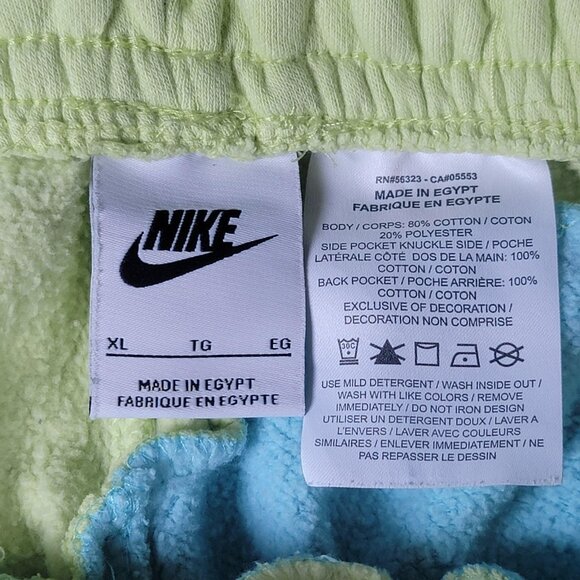 NIKE
XL TG EG
MADE IN EGYPT
FABRIQUE EN EGYPTE
RN#56323 - CA#05553
MADE IN EGYPT
FABRIQUE EN EGYPTE
BODY / CORPS: 80% COTTON / COTON
20% POLYESTER
SIDE POCKET KNUCKLE SIDE / POCHE
LATÉRALE CÔTÉ DOS DE LA MAIN: 100%
COTTON / COTON
BACK POCKET / POCHE ARRIÈRE: 100%
COTTON / COTON
EXCLUSIVE OF DECORATION /
DECORATION NON COMPRISE
30C
USE MILD DETERGENT / WASH INSIDE OUT /
WASH WITH LIKE COLORS / REMOVE
IMMEDIATELY / DO NOT IRON DESIGN
UTILISER UN DETERGENT DOUX / LAVER A
L'ENVERS / LAVER AVEC COULEURS
SIMILAIRES / ENLEVER IMMEDIATEMENT / NE
PAS REPASSER LE DESSIN